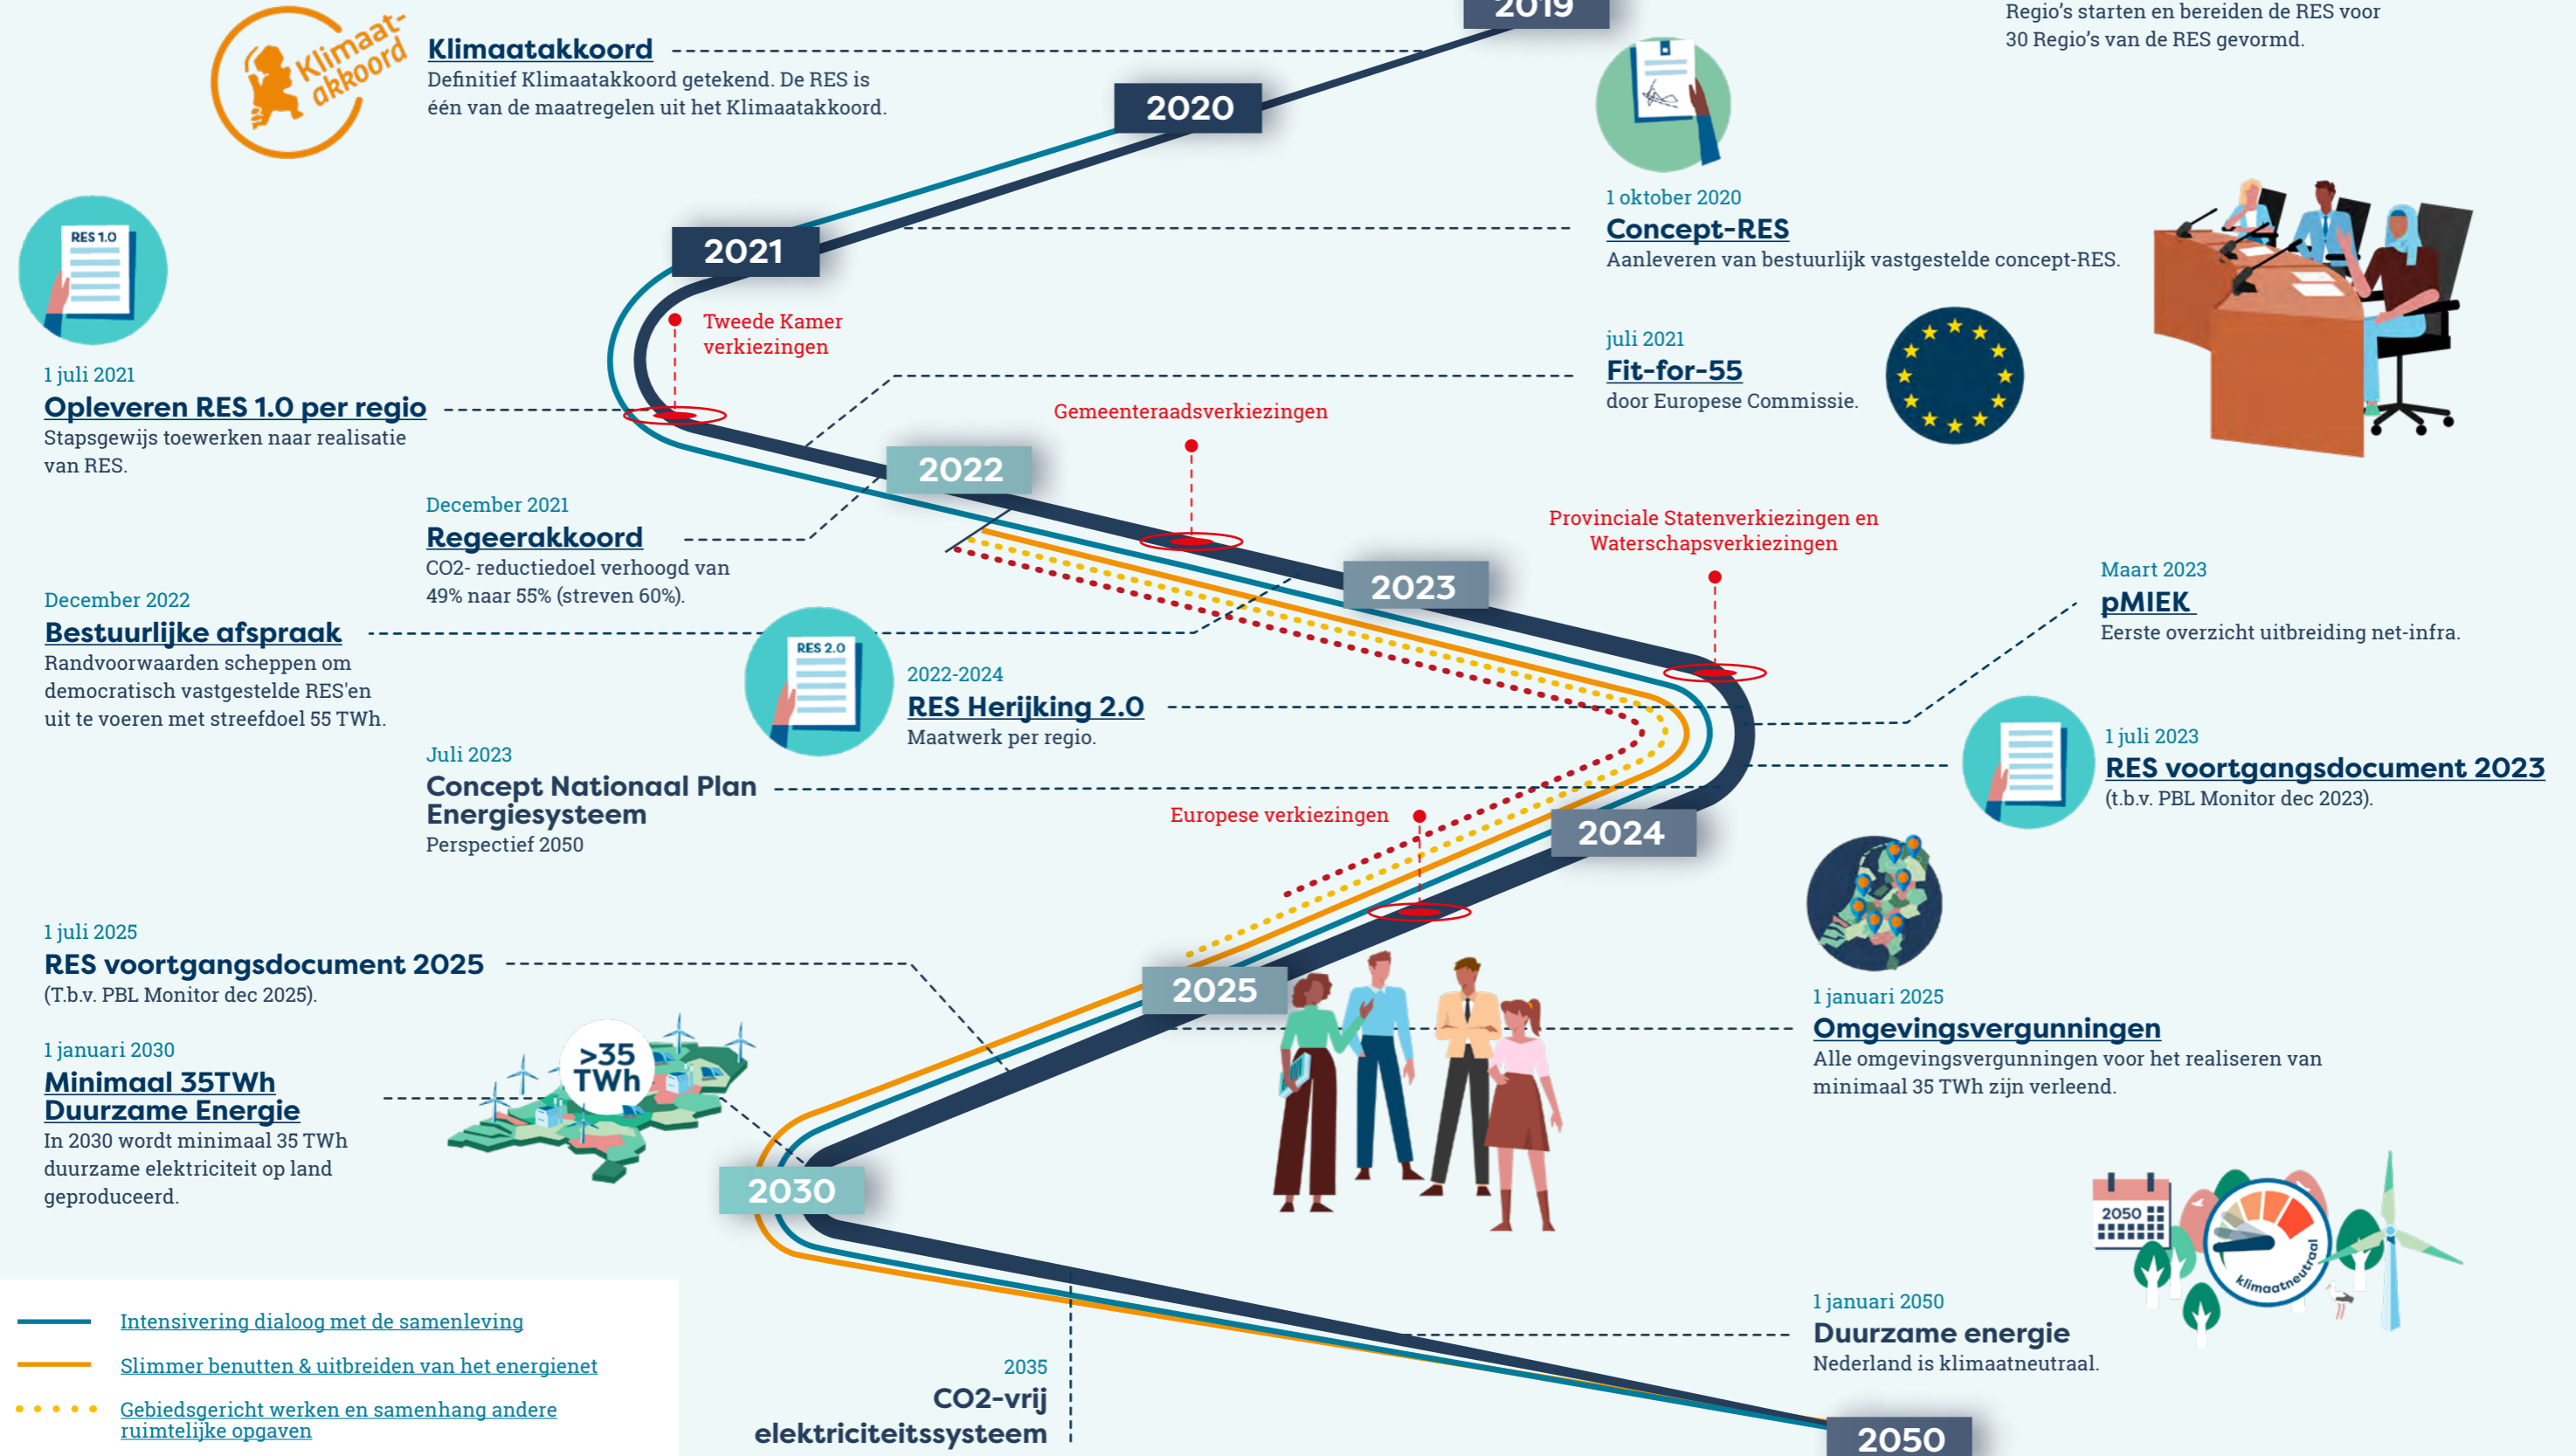 2019
Regio's starten en bereiden de RES voor
30 Regio's van de RES gevormd.
Klimaat-
akkoord
Klimaatakkoord
Definitief Klimaatakkoord getekend. De RES is
één van de maatregelen uit het Klimaatakkoord.
2020
1 oktober 2020
Concept-RES
Aanleveren van bestuurlijk vastgestelde concept-RES.
2021
RES 1.0
1 juli 2021
Opleveren RES 1.0 per regio
Stapsgewijs toewerken naar realisatie
van RES.
Tweede Kamer
verkiezingen
juli 2021
Fit-for-55
door Europese Commissie.
Gemeenteraadsverkiezingen
2022
December 2021
Regeerakkoord
CO2- reductiedoel verhoogd van
49% naar 55% (streven 60%).
Provinciale Statenverkiezingen en
Waterschapsverkiezingen
2023
Maart 2023
pMIEK
Eerste overzicht uitbreiding net-infra.
December 2022
Bestuurlijke afspraak
Randvoorwaarden scheppen om
democratisch vastgestelde RES'en
uit te voeren met streefdoel 55 TWh.
RES 2.0
2022-2024
RES Herijking 2.0
Maatwerk per regio.
1 juli 2023
RES voortgangsdocument 2023
(t.b.v. PBL Monitor dec 2023).
Juli 2023
Concept Nationaal Plan
Energiesysteem
Perspectief 2050
Europese verkiezingen
2024
1 juli 2025
RES voortgangsdocument 2025
(T.b.v. PBL Monitor dec 2025).
2025
1 januari 2025
Omgevingsvergunningen
Alle omgevingsvergunningen voor het realiseren van
minimaal 35 TWh zijn verleend.
1 januari 2030
Minimaal 35TWh
Duurzame Energie
In 2030 wordt minimaal 35 TWh
duurzame elektriciteit op land
geproduceerd.
>35
TWh
2030
2050
klimaatneutraal
1 januari 2050
Duurzame energie
Nederland is klimaatneutraal.
2035
CO2-vrij
elektriciteitssysteem
2050
Intensivering dialoog met de samenleving
Slimmer benutten & uitbreiden van het energienet
Gebiedsgericht werken en samenhang andere
ruimtelijke opgaven